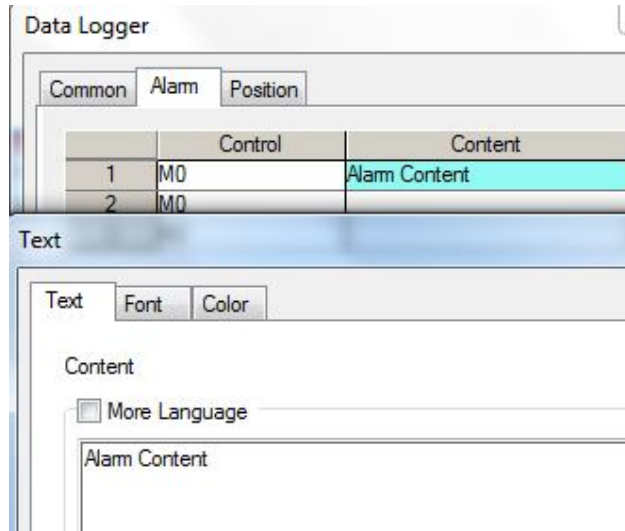 Data Logger
Common Alarm Position
Control Content
1 M0 Alarm Content
2 M0
Text
Text Font Color
Content
More Language
Alarm Content